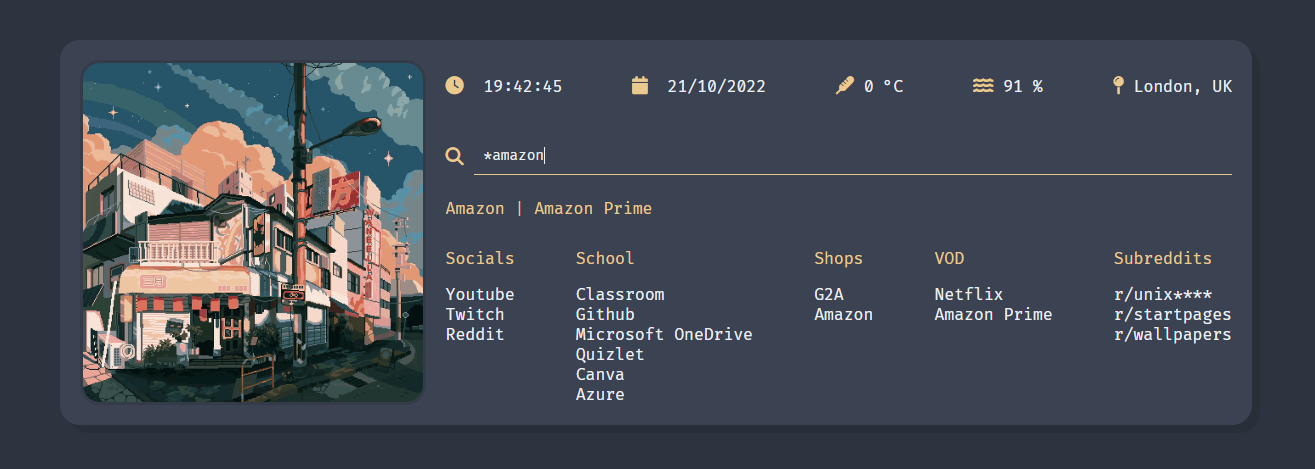 19:42:45 21/10/2022 0 °C 91 % London, UK
*amazon
Amazon | Amazon Prime
Socials School Shops VOD Subreddits
Youtube Classroom G2A Netflix r/unix****
Twitch Github Amazon Amazon Prime r/startpages
Reddit Microsoft OneDrive r/wallpapers
Quizlet
Canva
Azure